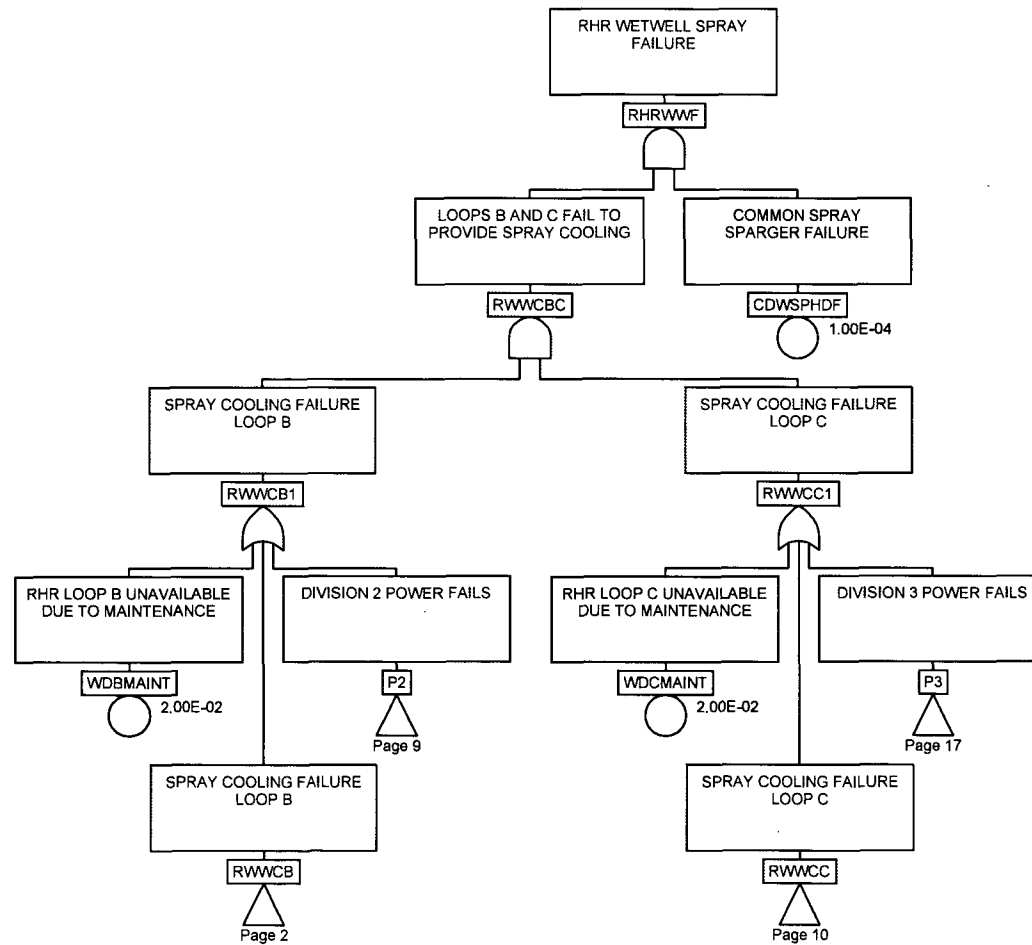 RHR WETWELL SPRAY
FAILURE
RHRWWF
LOOPS B AND C FAIL TO
PROVIDE SPRAY COOLING
RWWCBC
COMMON SPRAY
SPARGER FAILURE
CDWSPHDF
1.00E-04
SPRAY COOLING FAILURE
LOOP B
RWWCB1
SPRAY COOLING FAILURE
LOOP C
RWWCC1
RHR LOOP B UNAVAILABLE
DUE TO MAINTENANCE
WDBMAINT
2.00E-02
DIVISION 2 POWER FAILS
P2
Page 9
RHR LOOP C UNAVAILABLE
DUE TO MAINTENANCE
WDCMAINT
2.00E-02
DIVISION 3 POWER FAILS
P3
Page 17
SPRAY COOLING FAILURE
LOOP B
RWWCB
Page 2
SPRAY COOLING FAILURE
LOOP C
RWWCC
Page 10